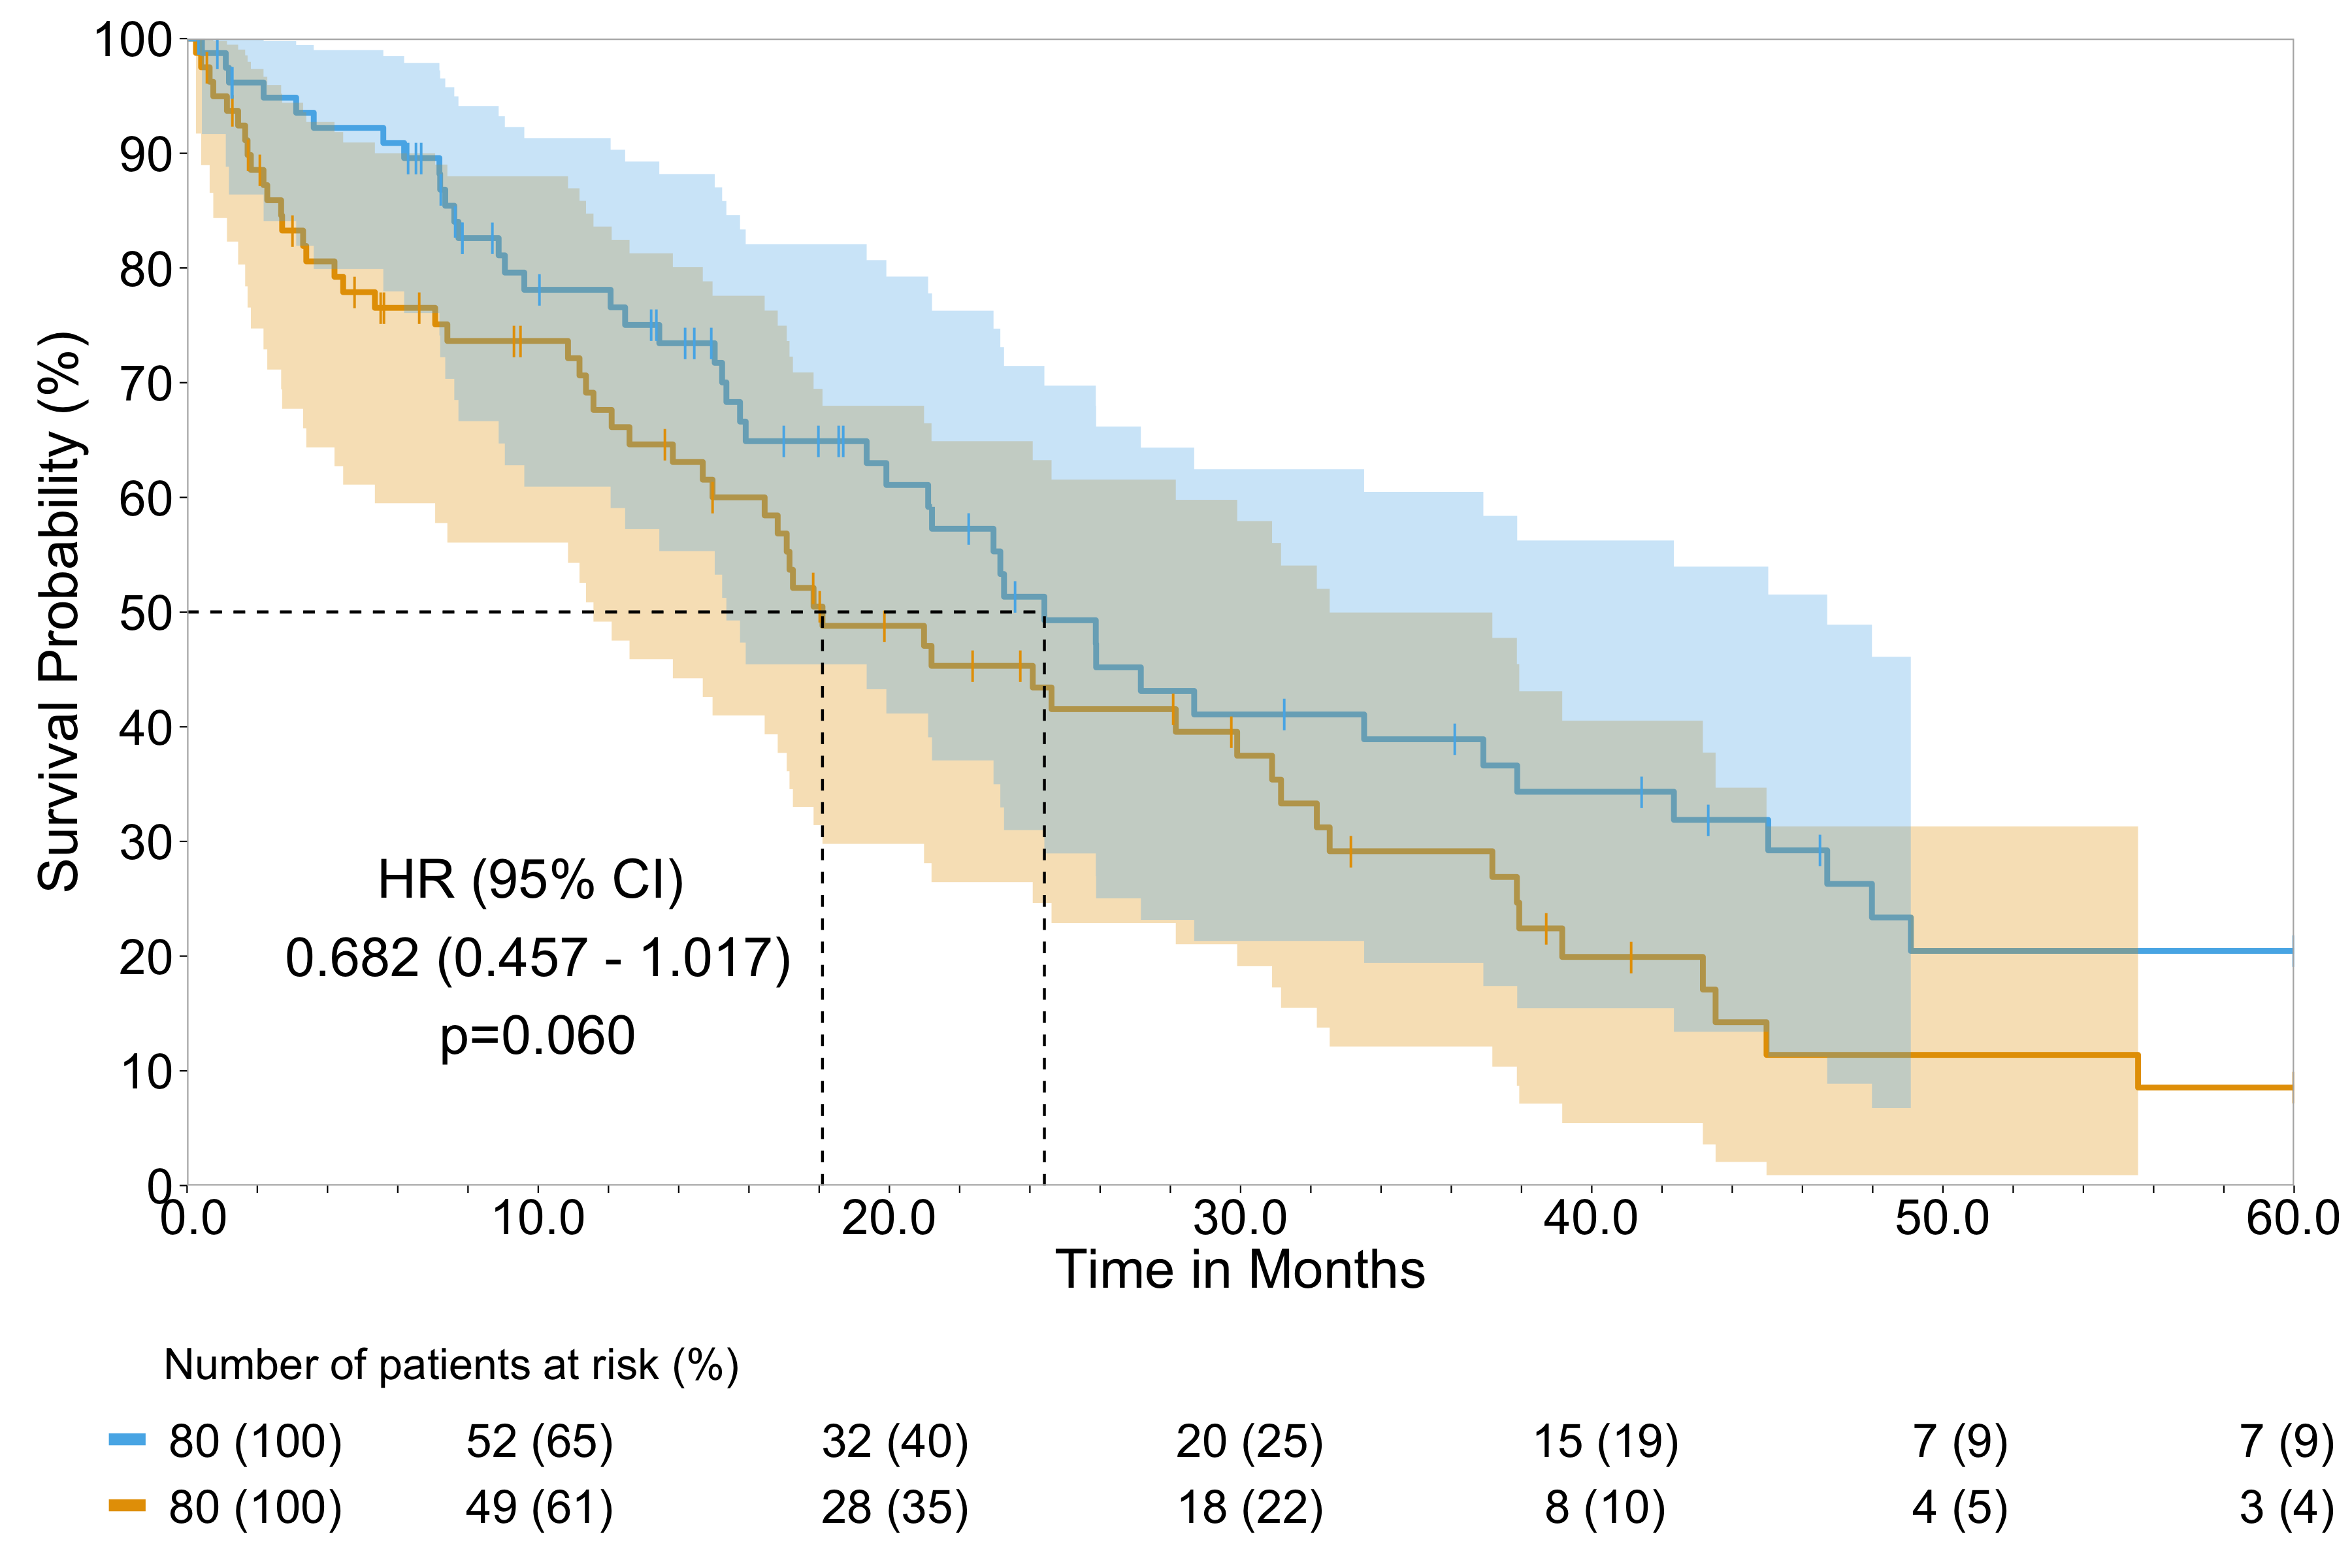 100
90
80
70
60
50
40
30
20
10
0
Survival Probability (%)
HR (95% CI)
0.682 (0.457 - 1.017)
p=0.060
0.0 10.0 20.0 30.0 40.0 50.0 60.0
Time in Months
Number of patients at risk (%)
80 (100) 52 (65) 32 (40) 20 (25) 15 (19) 7 (9) 7 (9)
80 (100) 49 (61) 28 (35) 18 (22) 8 (10) 4 (5) 3 (4)